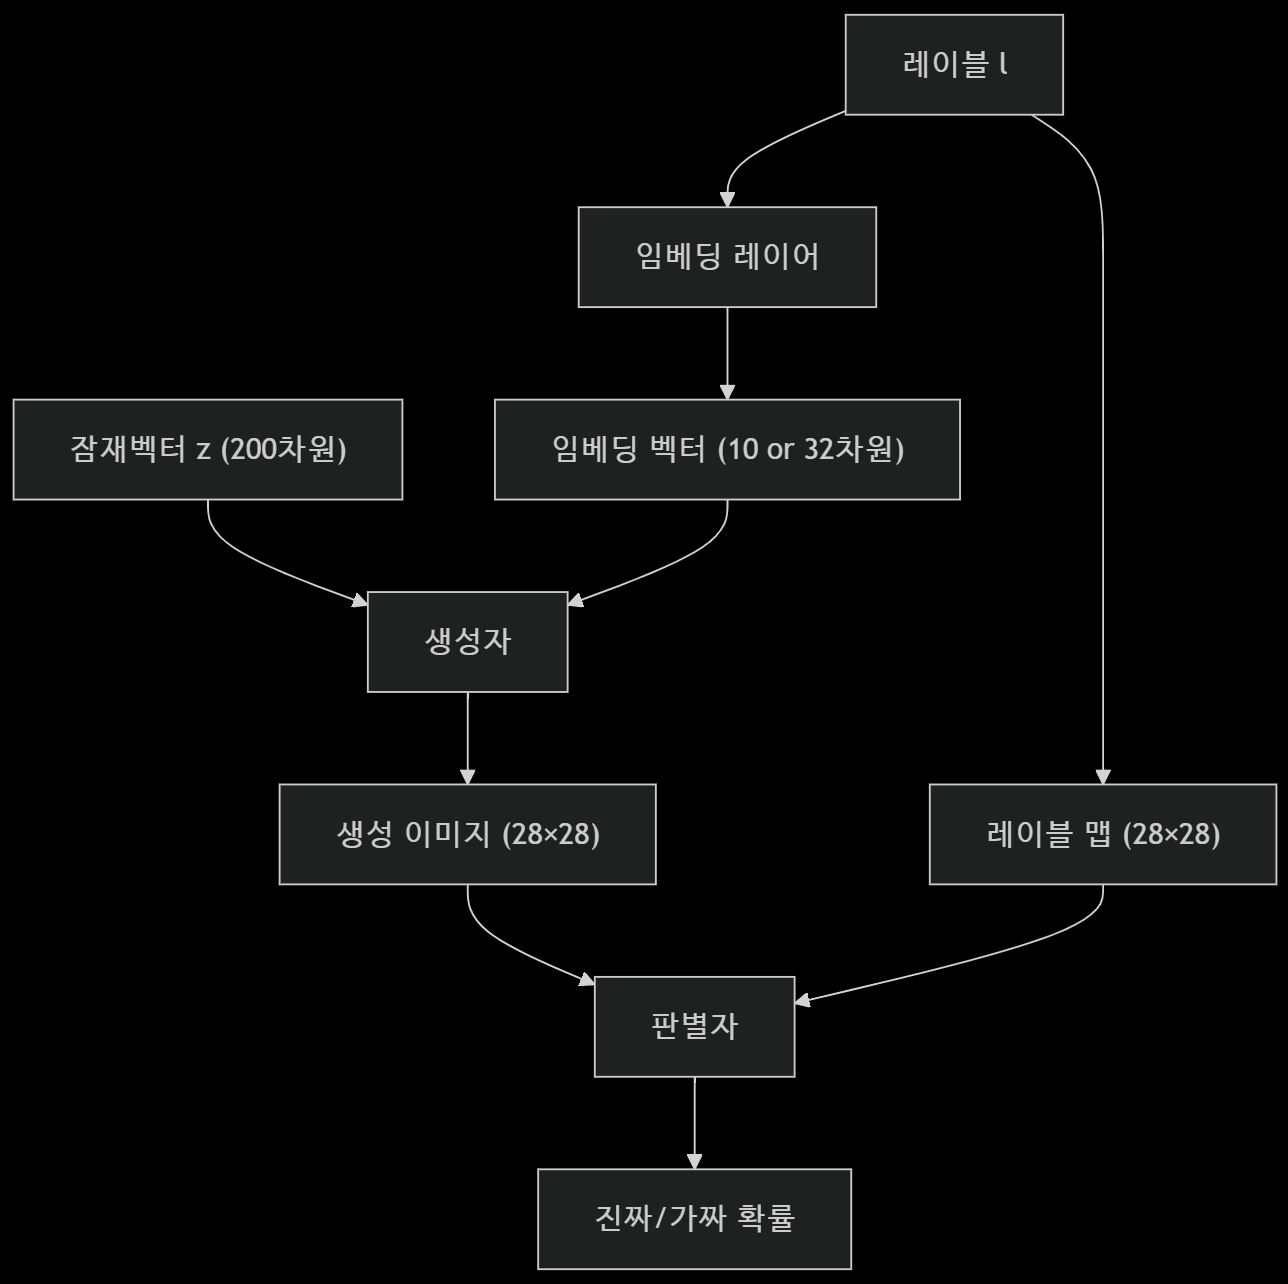 레이블 l
임베딩 레이어
잠재벡터 z (200차원)
임베딩 벡터 (10 or 32차원)
생성자
생성 이미지 (28×28)
레이블 맵 (28×28)
판별자
진짜/가짜 확률